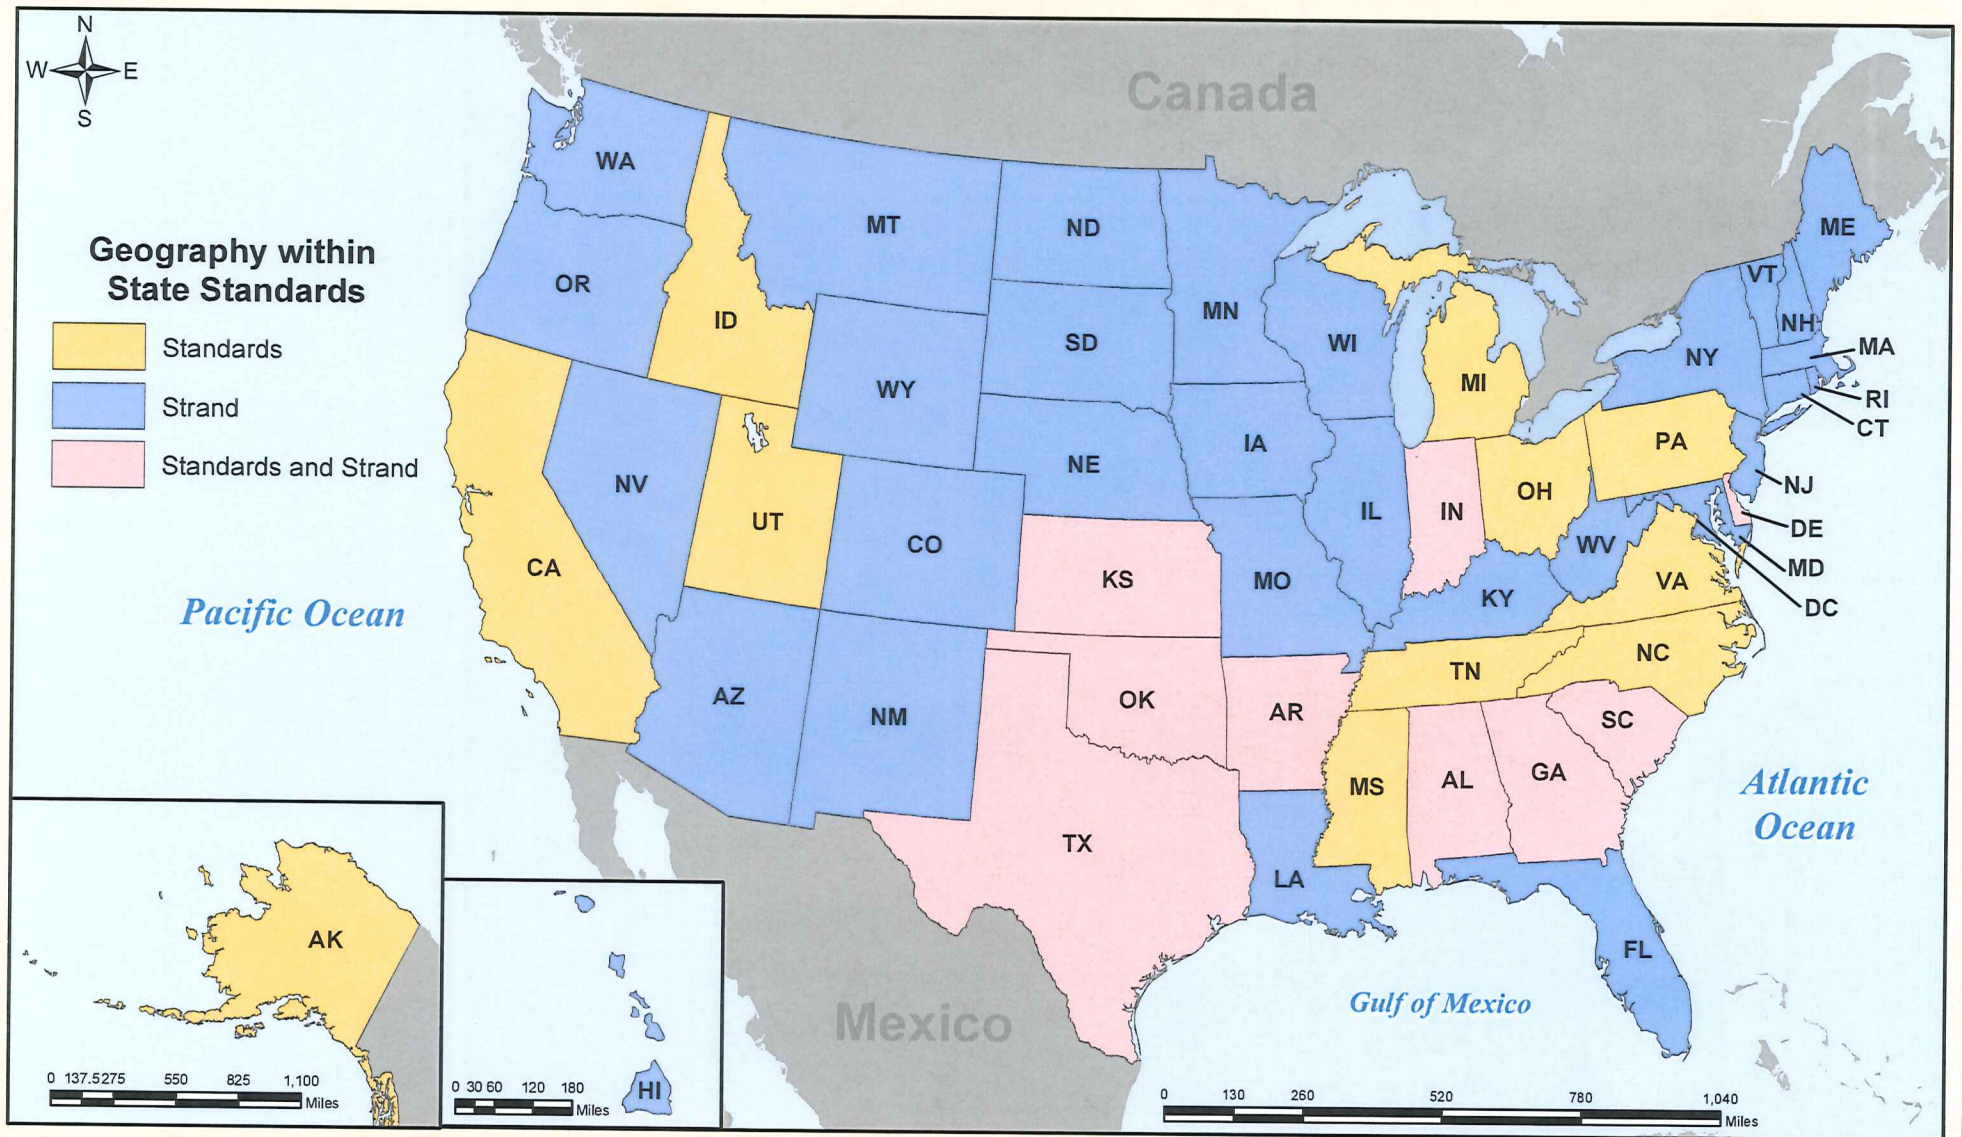 N
W E
S
Canada
WA
ME
MT
ND
VT
OR
MN
ID
NH
SD
WI
MA
NY
MI
WY
RI
CT
PA
IA
NE
NV
NJ
OH
IL
IN
UT
DE
CO
WV
MD
CA
KS
MO
VA
KY
DC
NC
TN
AZ
OK
AR
NM
SC
GA
AL
MS
TX
LA
FL
AK
HI
Geography within
State Standards
Standards
Strand
Standards and Strand
Pacific Ocean
Atlantic
Ocean
Gulf of Mexico
Mexico
0 137.5 275 550 825 1,100
Miles
0 30 60 120 180
Miles
0 130 260 520 780 1,040
Miles